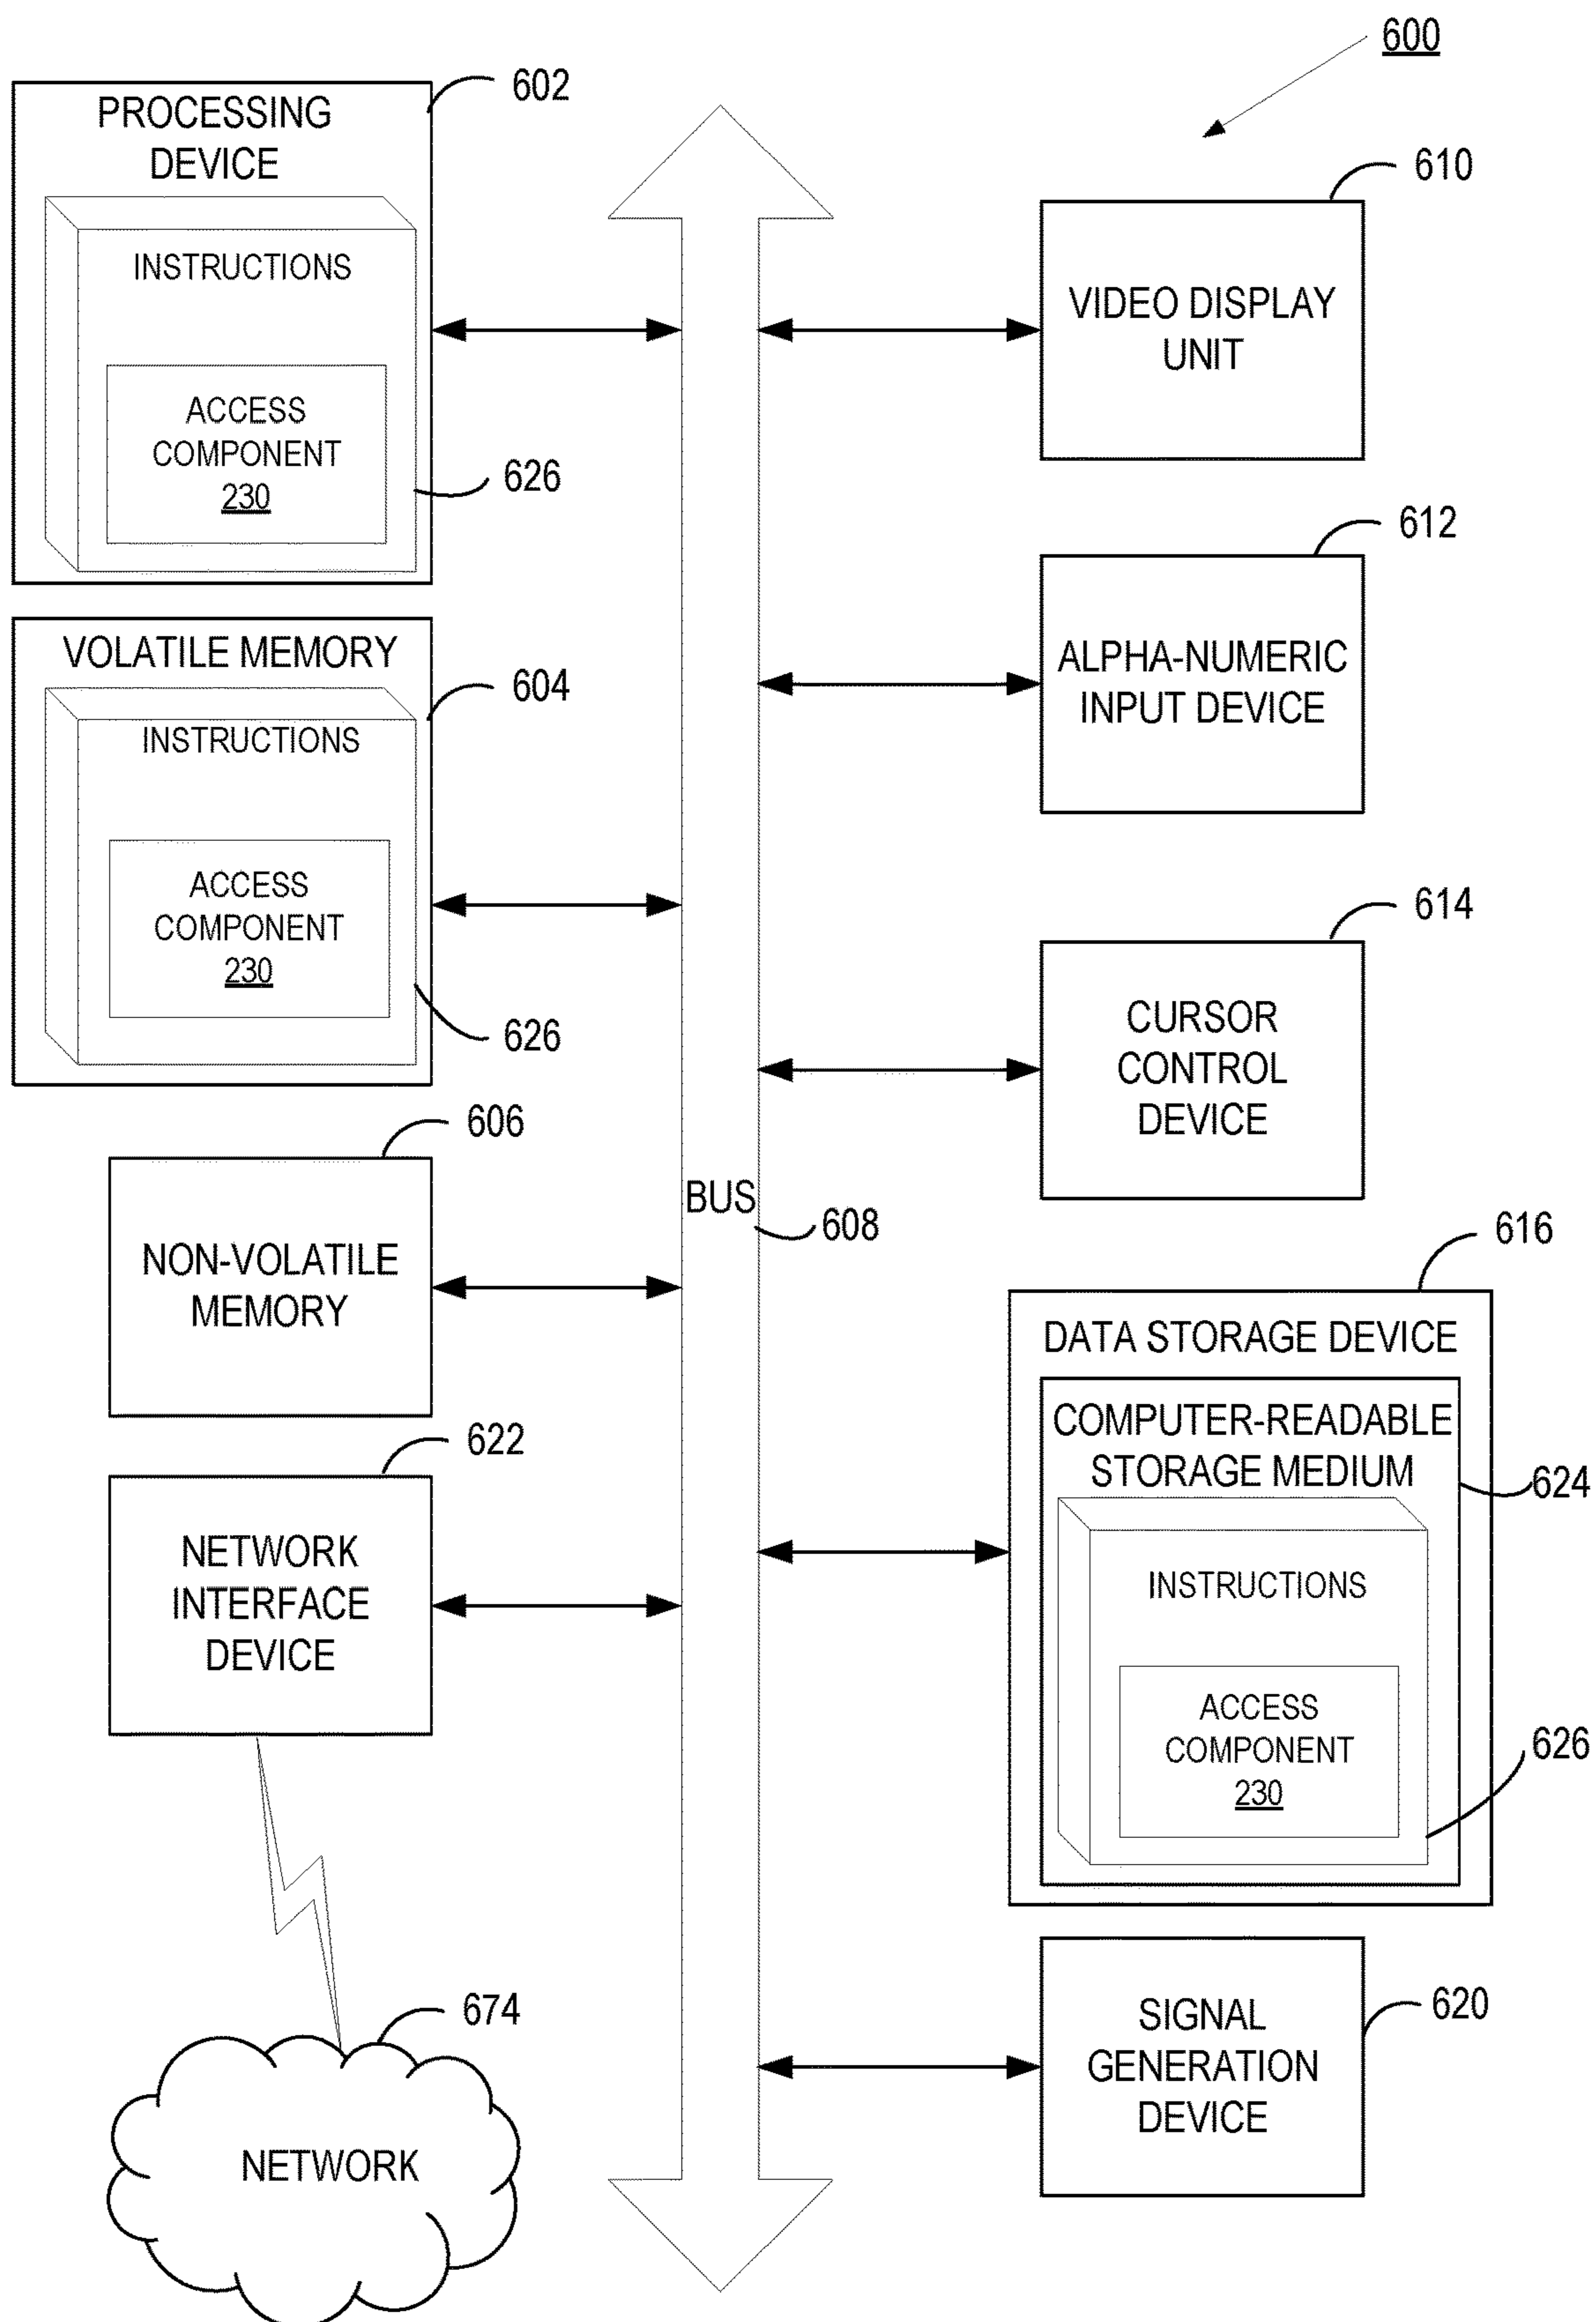 600
602
PROCESSING
DEVICE
INSTRUCTIONS
ACCESS
COMPONENT
230
626
VOLATILE MEMORY
604
INSTRUCTIONS
ACCESS
COMPONENT
230
626
606
NON-VOLATILE
MEMORY
622
NETWORK
INTERFACE
DEVICE
674
NETWORK
BUS
608
610
VIDEO DISPLAY
UNIT
612
ALPHA-NUMERIC
INPUT DEVICE
614
CURSOR
CONTROL
DEVICE
616
DATA STORAGE DEVICE
COMPUTER-READABLE
STORAGE MEDIUM
624
INSTRUCTIONS
ACCESS
COMPONENT
230
626
SIGNAL
GENERATION
DEVICE
620